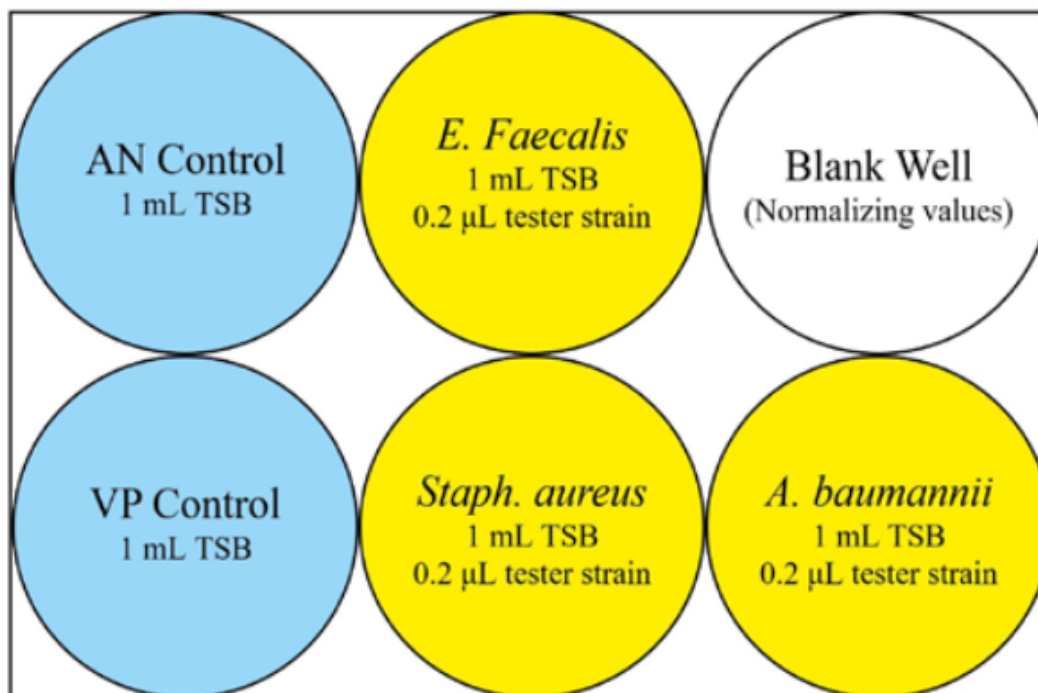 AN Control
1 mL TSB
E. Faecalis
1 mL TSB
0.2 μL tester strain
Blank Well
(Normalizing values)
VP Control
1 mL TSB
Staph. aureus
1 mL TSB
0.2 μL tester strain
A. baumannii
1 mL TSB
0.2 μL tester strain